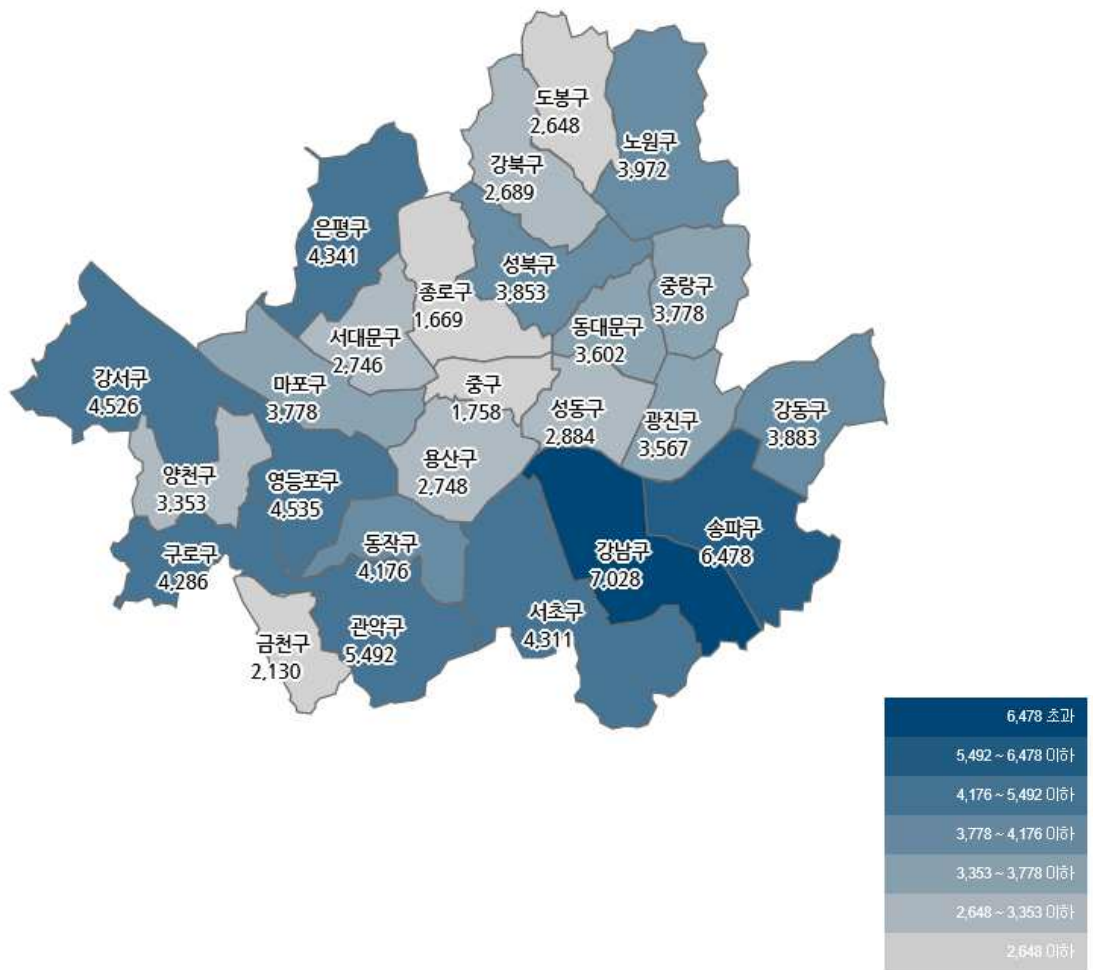 도봉구
2,648
노원구
3,972
강북구
2,689
은평구
4,341
성북구
3,853
중랑구
3,778
종로구
1,669
동대문구
3,602
서대문구
2,746
강서구
4,526
마포구
3,778
중구
1,758
성동구
2,884
광진구
3,567
강동구
3,883
용산구
2,748
양천구
3,353
영등포구
4,535
송파구
6,478
동작구
4,176
강남구
7,028
구로구
4,286
서초구
4,311
관악구
5,492
금천구
2,130
6,478 초과
5,492 ~ 6,478 이하
4,176 ~ 5,492 이하
3,778 ~ 4,176 이하
3,353 ~ 3,778 이하
2,648 ~ 3,353 이하
2,648 이하